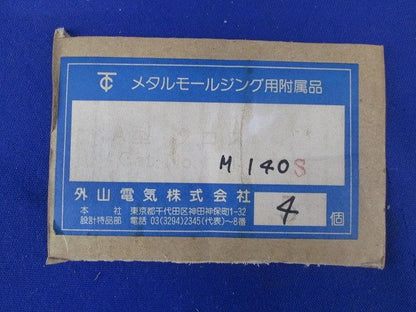 TC メタルモールジング用附属品
M 140S
外山電気株式会社
4 個
本社 東京都千代田区神田神保町1-32
設計特品部 電話 03(3294)2345(代表)〜8番